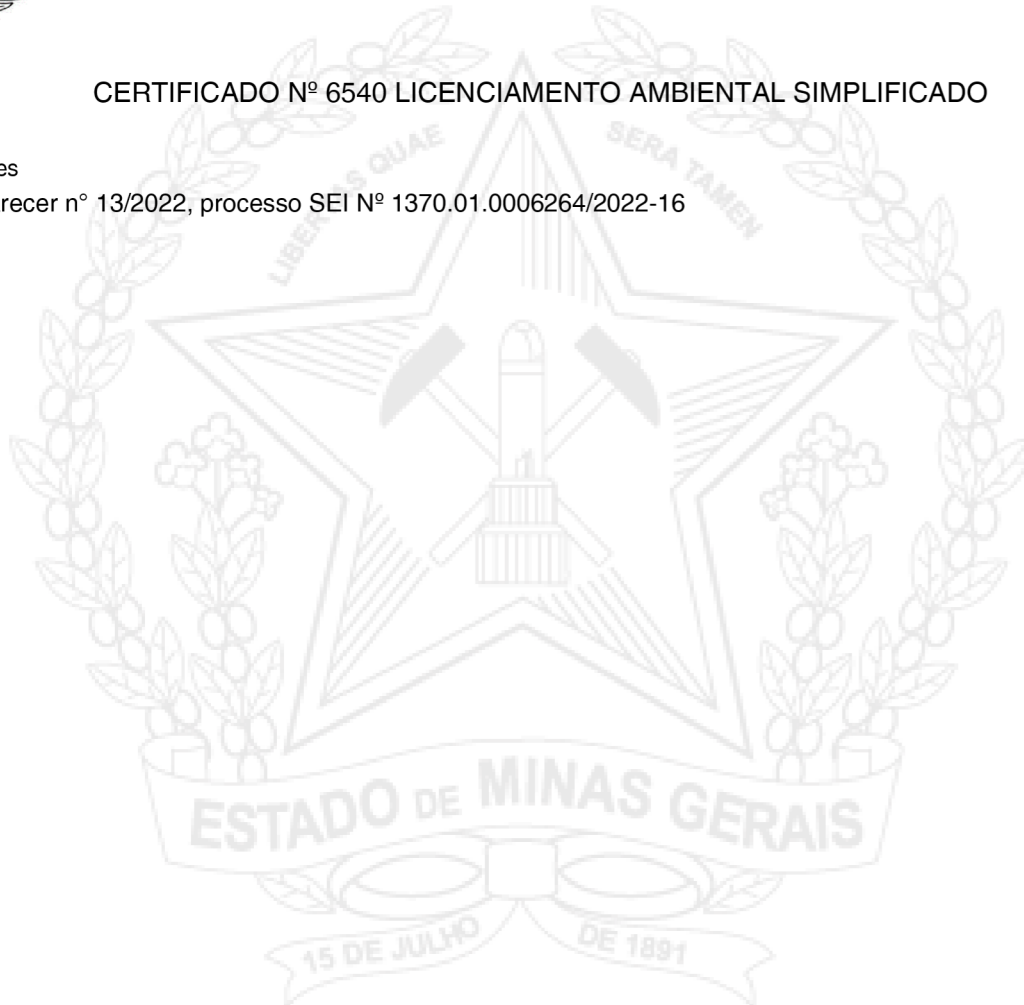 CERTIFICADO Nº 6540 LICENCIAMENTO AMBIENTAL SIMPLIFICADO
es
recer n° 13/2022, processo SEI Nº 1370.01.0006264/2022-16
LIBERTAS QUAE SERA TAMEN
ESTADO DE MINAS GERAIS
15 DE JULHO DE 1891